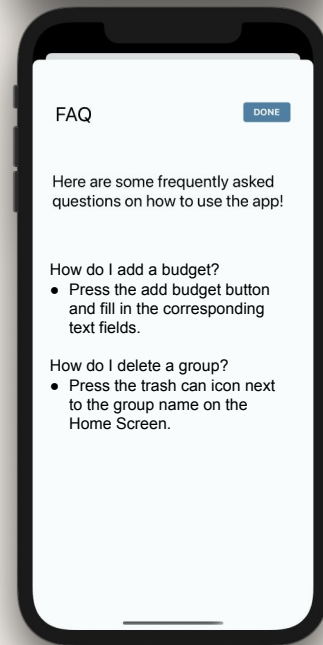 FAQ
DONE
Here are some frequently asked
questions on how to use the app!
How do I add a budget?
● Press the add budget button
and fill in the corresponding
text fields.
How do I delete a group?
● Press the trash can icon next
to the group name on the
Home Screen.